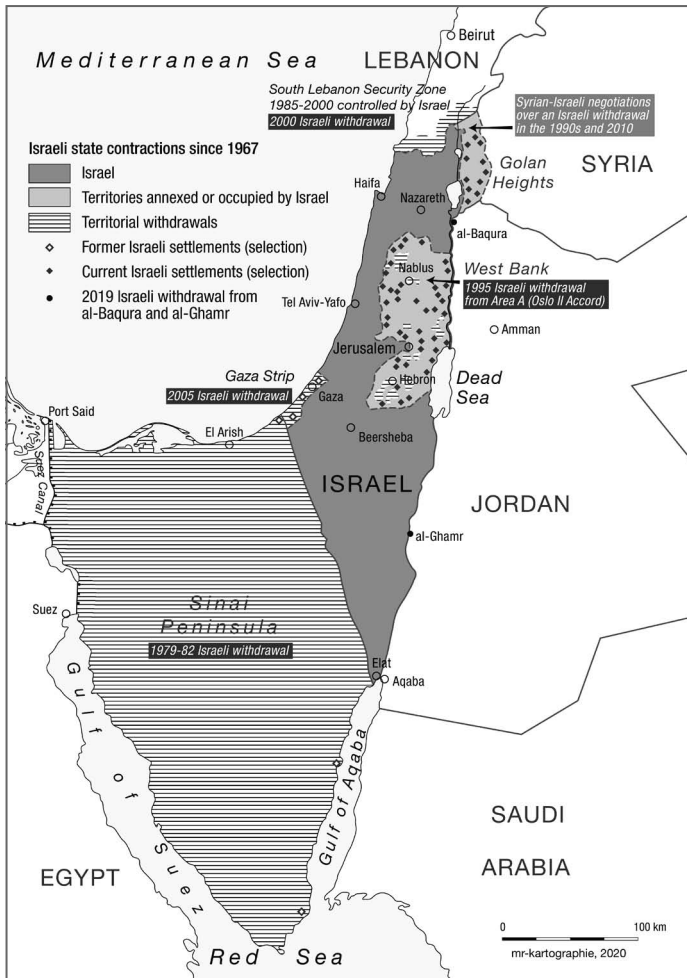 Beirut
Mediterranean Sea
LEBANON
South Lebanon Security Zone
1985-2000 controlled by Israel
2000 Israeli withdrawal
Syrian-Israeli negotiations
over an Israeli withdrawal
in the 1990s and 2010
Israeli state contractions since 1967
Israel
Territories annexed or occupied by Israel
Territorial withdrawals
Former Israeli settlements (selection)
Current Israeli settlements (selection)
2019 Israeli withdrawal from
al-Baqura and al-Ghamr
Golan
Heights
SYRIA
Haifa
Nazareth
al-Baqura
Nablus
West Bank
1995 Israeli withdrawal
from Area A (Oslo II Accord)
Tel Aviv-Yafo
Amman
Jerusalem
Gaza Strip
2005 Israeli withdrawal
Gaza
Hebron
Dead
Sea
Port Said
El Arish
Beersheba
Suez Canal
ISRAEL
JORDAN
al-Ghamr
Suez
Sinai
Peninsula
1979-82 Israeli withdrawal
Elat
Aqaba
Gulf of Suez
Gulf of Aqaba
SAUDI
ARABIA
EGYPT
Red Sea
0 100 km
mr-kartographie, 2020